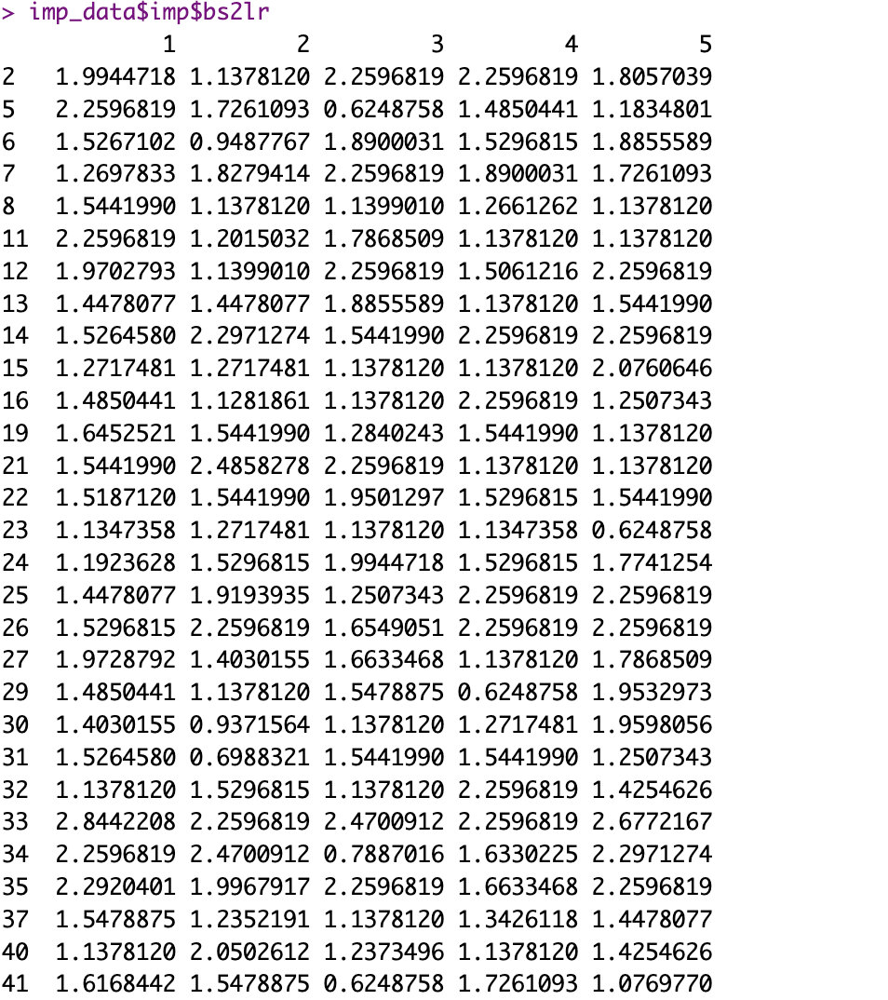 > imp_data$imp$bs2lr
1 2 3 4 5
2 1.9944718 1.1378120 2.2596819 2.2596819 1.8057039
5 2.2596819 1.7261093 0.6248758 1.4850441 1.1834801
6 1.5267102 0.9487767 1.8900031 1.5296815 1.8855589
7 1.2697833 1.8279414 2.2596819 1.8900031 1.7261093
8 1.5441990 1.1378120 1.1399010 1.2661262 1.1378120
11 2.2596819 1.2015032 1.7868509 1.1378120 1.1378120
12 1.9702793 1.1399010 2.2596819 1.5061216 2.2596819
13 1.4478077 1.4478077 1.8855589 1.1378120 1.5441990
14 1.5264580 2.2971274 1.5441990 2.2596819 2.2596819
15 1.2717481 1.2717481 1.1378120 1.1378120 2.0760646
16 1.4850441 1.1281861 1.1378120 2.2596819 1.2507343
19 1.6452521 1.5441990 1.2840243 1.5441990 1.1378120
21 1.5441990 2.4858278 2.2596819 1.1378120 1.1378120
22 1.5187120 1.5441990 1.9501297 1.5296815 1.5441990
23 1.1347358 1.2717481 1.1378120 1.1347358 0.6248758
24 1.1923628 1.5296815 1.9944718 1.5296815 1.7741254
25 1.4478077 1.9193935 1.2507343 2.2596819 2.2596819
26 1.5296815 2.2596819 1.6549051 2.2596819 2.2596819
27 1.9728792 1.4030155 1.6633468 1.1378120 1.7868509
29 1.4850441 1.1378120 1.5478875 0.6248758 1.9532973
30 1.4030155 0.9371564 1.1378120 1.2717481 1.9598056
31 1.5264580 0.6988321 1.5441990 1.5441990 1.2507343
32 1.1378120 1.5296815 1.1378120 2.2596819 1.4254626
33 2.8442208 2.2596819 2.4700912 2.2596819 2.6772167
34 2.2596819 2.4700912 0.7887016 1.6330225 2.2971274
35 2.2920401 1.9967917 2.2596819 1.6633468 2.2596819
37 1.5478875 1.2352191 1.1378120 1.3426118 1.4478077
40 1.1378120 2.0502612 1.2373496 1.1378120 1.4254626
41 1.6168442 1.5478875 0.6248758 1.7261093 1.0769770